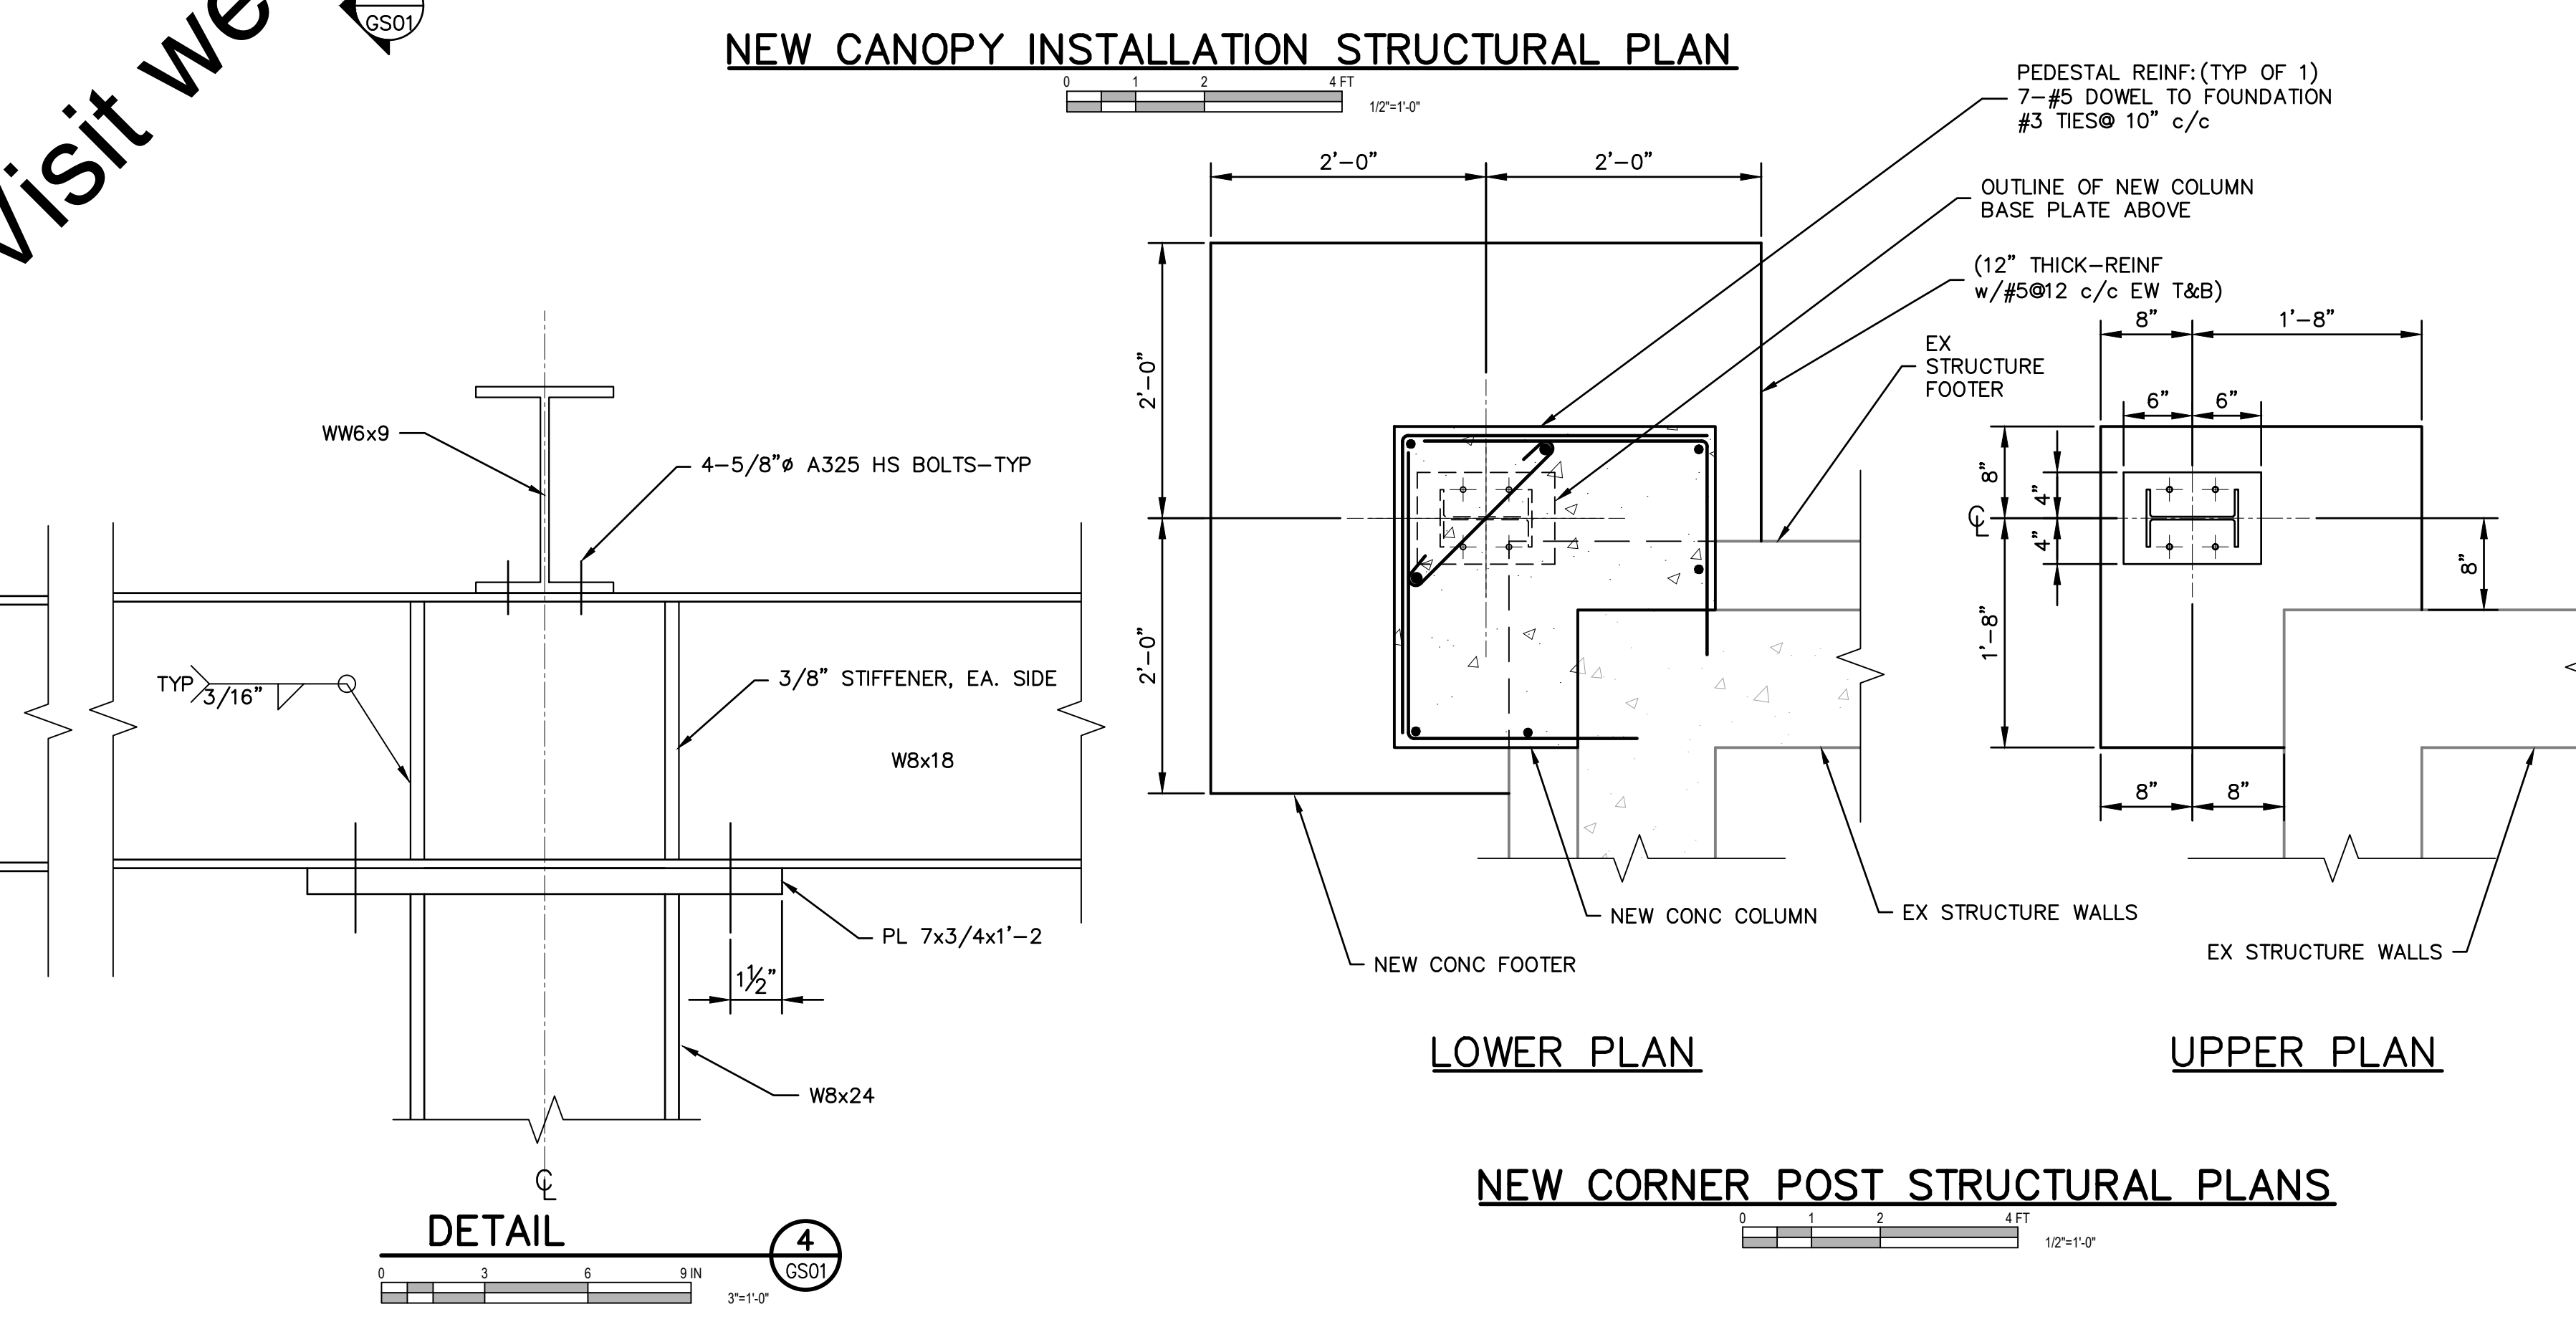 Visit we
GS01
NEW CANOPY INSTALLATION STRUCTURAL PLAN
0 1 2 4 FT
1/2"=1'-0"
PEDESTAL REINF:(TYP OF 1)
7-#5 DOWEL TO FOUNDATION
#3 TIES@ 10" c/c
OUTLINE OF NEW COLUMN
BASE PLATE ABOVE
(12" THICK-REINF
w/#5@12 c/c EW T&B)
EX
STRUCTURE
FOOTER
2'-0" 2'-0"
2'-0"
2'-0"
NEW CONC COLUMN
EX STRUCTURE WALLS
NEW CONC FOOTER
LOWER PLAN
8" 1'-8"
6" 6"
8"
4"
4"
8"
1'-8"
8" 8"
℄
EX STRUCTURE WALLS
UPPER PLAN
NEW CORNER POST STRUCTURAL PLANS
0 1 2 4 FT
1/2"=1'-0"
WW6x9
4-5/8"ø A325 HS BOLTS-TYP
TYP 3/16"
3/8" STIFFENER, EA. SIDE
W8x18
PL 7x3/4x1'-2
1½"
W8x24
℄
DETAIL
4
GS01
0 3 6 9 IN
3"=1'-0"